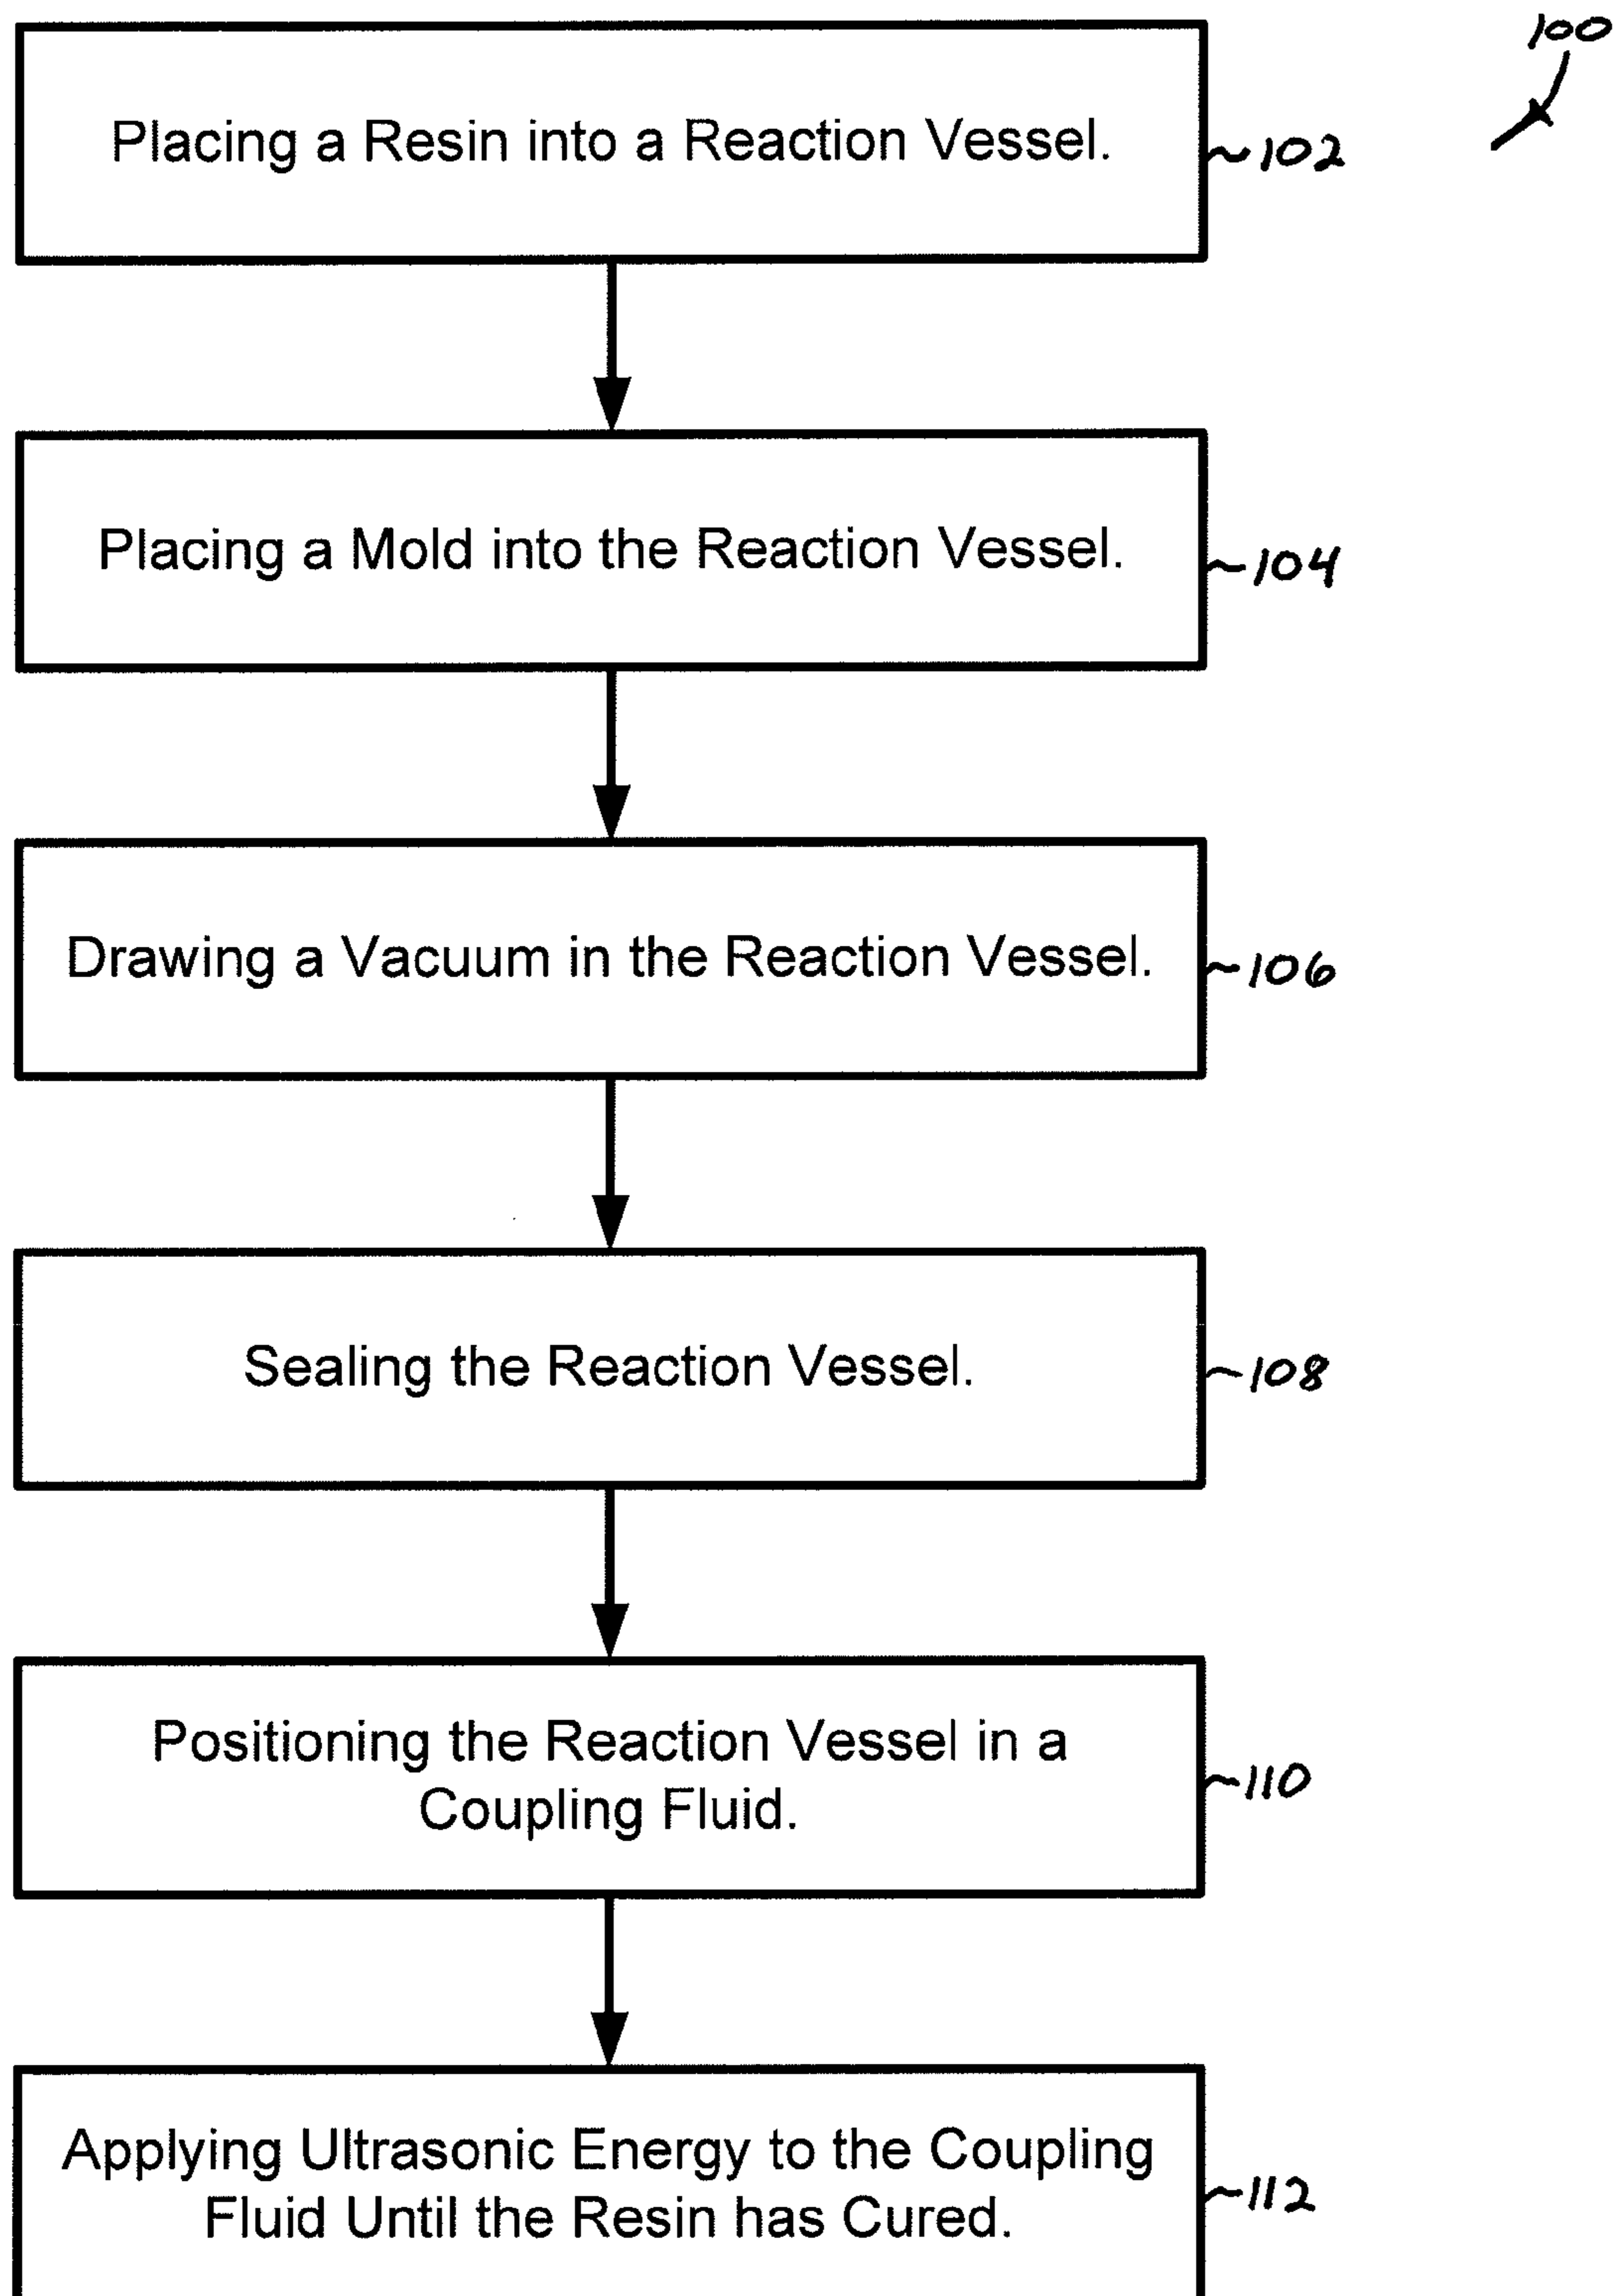 100
Placing a Resin into a Reaction Vessel.
102
Placing a Mold into the Reaction Vessel.
104
Drawing a Vacuum in the Reaction Vessel.
106
Sealing the Reaction Vessel.
108
Positioning the Reaction Vessel in a
Coupling Fluid.
110
Applying Ultrasonic Energy to the Coupling
Fluid Until the Resin has Cured.
112